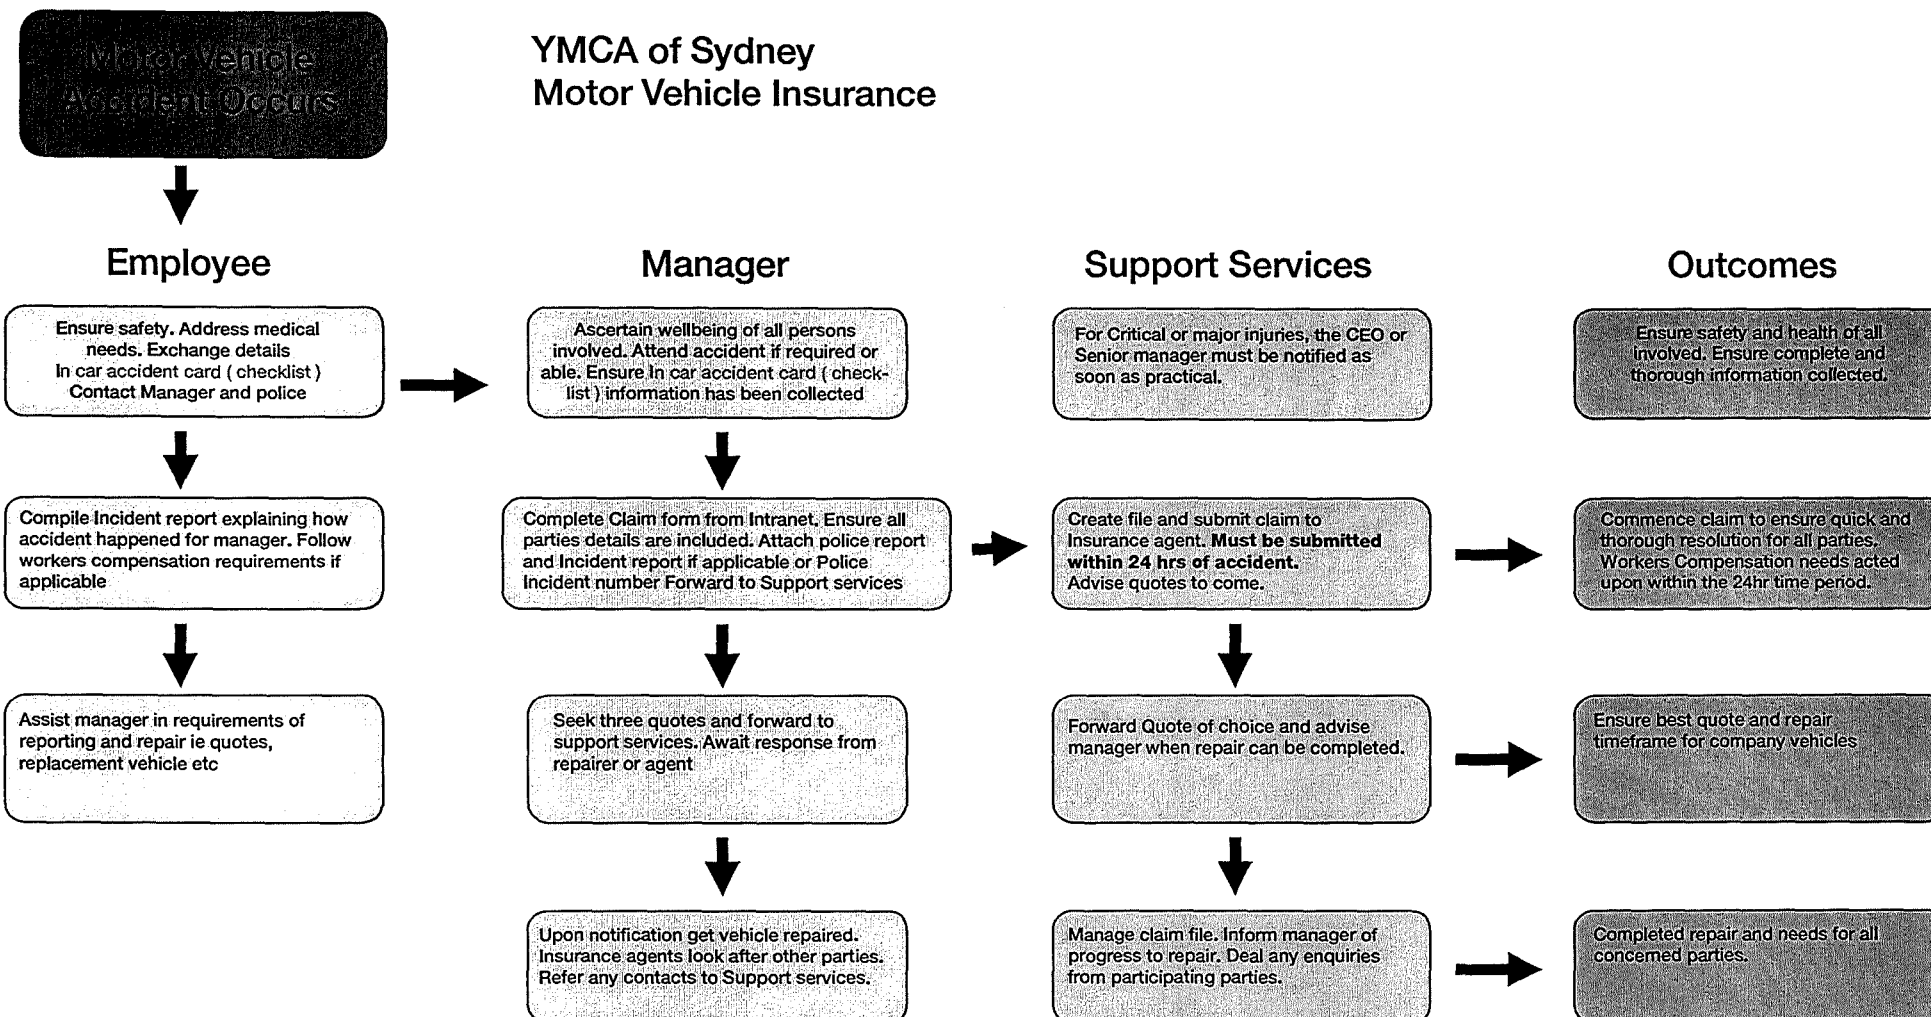 Motor Vehicle
Accident Occurs
YMCA of Sydney
Motor Vehicle Insurance
Employee
Manager
Support Services
Outcomes
Ensure safety. Address medical
needs. Exchange details
In car accident card ( checklist )
Contact Manager and police
Ascertain wellbeing of all persons
involved. Attend accident if required or
able. Ensure In car accident card ( check-
list ) information has been collected
For Critical or major injuries, the CEO or
Senior manager must be notified as
soon as practical.
Ensure safety and health of all
involved. Ensure complete and
thorough information collected.
Compile Incident report explaining how
accident happened for manager. Follow
workers compensation requirements if
applicable
Complete Claim form from Intranet. Ensure all
parties details are included. Attach police report
and Incident report if applicable or Police
Incident number Forward to Support services
Create file and submit claim to
Insurance agent. Must be submitted
within 24 hrs of accident.
Advise quotes to come.
Commence claim to ensure quick and
thorough resolution for all parties.
Workers Compensation needs acted
upon within the 24hr time period.
Assist manager in requirements of
reporting and repair ie quotes,
replacement vehicle etc
Seek three quotes and forward to
support services. Await response from
repairer or agent
Forward Quote of choice and advise
manager when repair can be completed.
Ensure best quote and repair
timeframe for company vehicles
Upon notification get vehicle repaired.
Insurance agents look after other parties.
Refer any contacts to Support services.
Manage claim file. Inform manager of
progress to repair. Deal any enquiries
from participating parties.
Completed repair and needs for all
concerned parties.